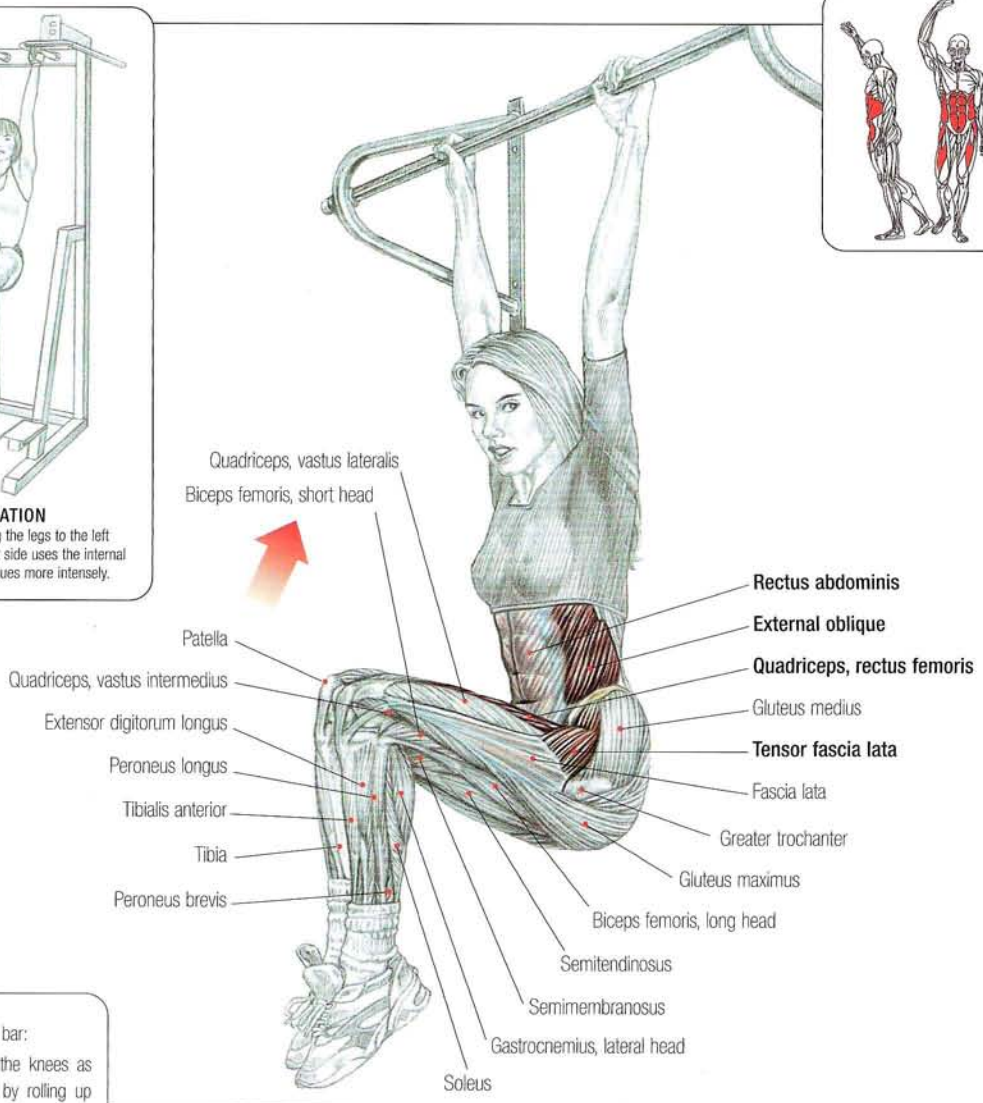 ATION
g the legs to the left
side uses the internal
ues more intensely.
Quadriceps, vastus lateralis
Biceps femoris, short head
Patella
Quadriceps, vastus intermedius
Extensor digitorum longus
Peroneus longus
Tibialis anterior
Tibia
Peroneus brevis
Rectus abdominis
External oblique
Quadriceps, rectus femoris
Gluteus medius
Tensor fascia lata
Fascia lata
Greater trochanter
Gluteus maximus
Biceps femoris, long head
Semitendinosus
Semimembranosus
Gastrocnemius, lateral head
Soleus
bar:
the knees as
by rolling up